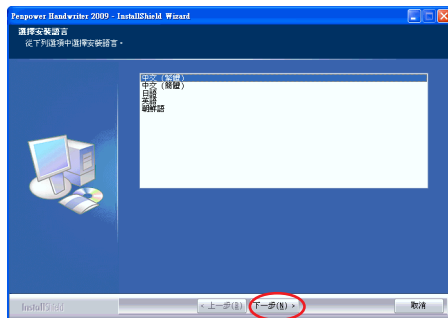 Penpower Handwriter 2009 - InstallShield Wizard
選擇安裝語言
從下列選項中選擇安裝語言。
中文 (繁體)
中文 (簡體)
日語
英語
朝鮮語
InstallShield
< 上一步(B)
下一步(N) >
取消